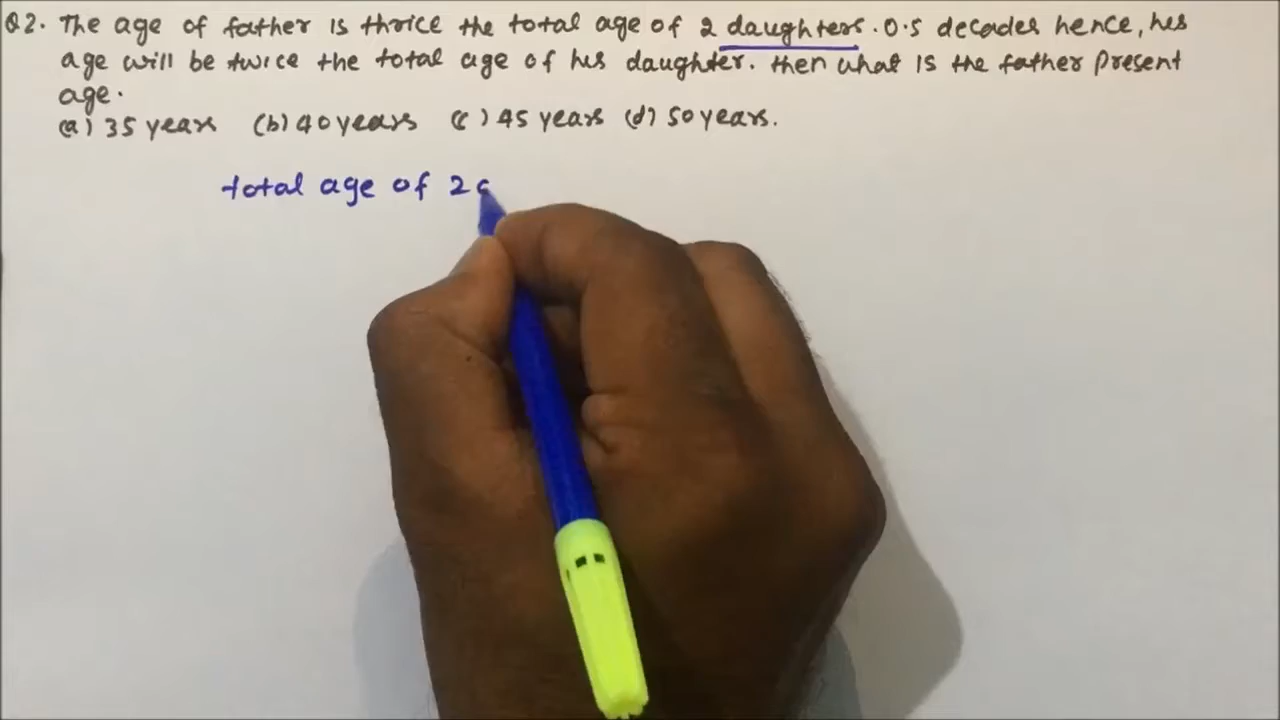 Q2. The age of father is thrice the total age of 2 daughters. 0.5 decades hence, his
age will be twice the total age of his daughter. then what is the father present
age.
(a) 35 years (b) 40 years (c) 45 years (d) 50 years.
total age of 2